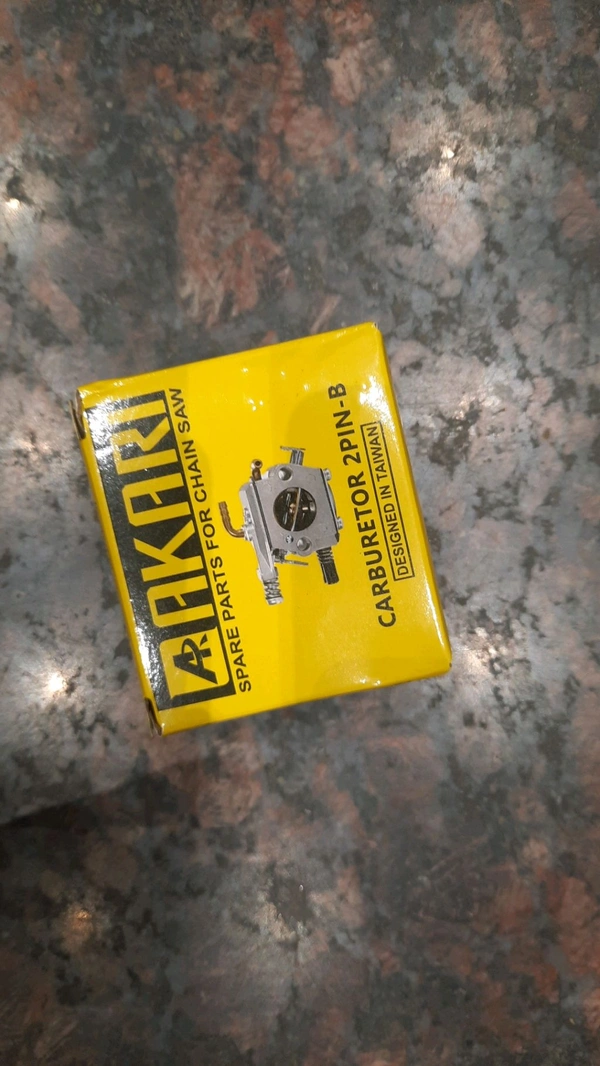 AKARI
SPARE PARTS FOR CHAIN SAW
CARBURETOR 2PIN-B
DESIGNED IN TAIWAN